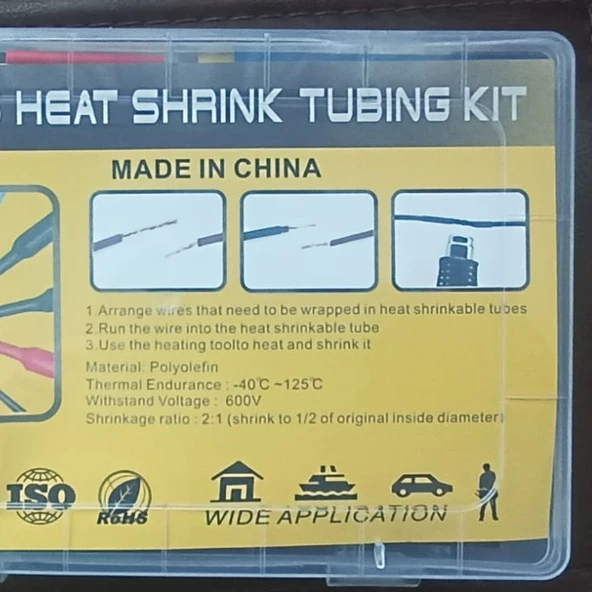 HEAT SHRINK TUBING KIT
MADE IN CHINA
1.Arrange wires that need to be wrapped in heat shrinkable tubes
2.Run the wire into the heat shrinkable tube
3.Use the heating toolto heat and shrink it
Material: Polyolefin
Thermal Endurance : -40℃ ~125℃
Withstand Voltage : 600V
Shrinkage ratio : 2:1 (shrink to 1/2 of original inside diameter)
ISO
RoHS
WIDE APPLICATION